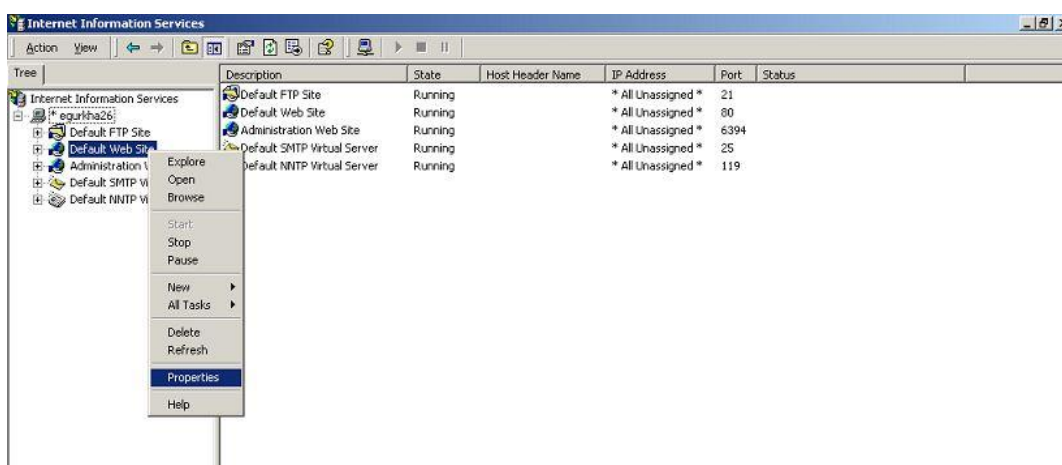 Internet Information Services
Action View
Tree
Description State Host Header Name IP Address Port Status
Internet Information Services
* egurkha26
Default FTP Site
Default Web Site
Administration
Default SMTP Vi
Default NNTP Vi
Default FTP Site Running * All Unassigned * 21
Default Web Site Running * All Unassigned * 80
Administration Web Site Running * All Unassigned * 6394
Default SMTP Virtual Server Running * All Unassigned * 25
Default NNTP Virtual Server Running * All Unassigned * 119
Explore
Open
Browse
Start
Stop
Pause
New
All Tasks
Delete
Refresh
Properties
Help